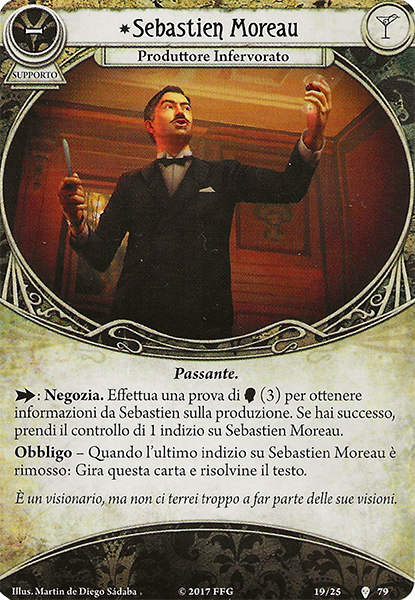 Sebastien Moreau
Produttore Infervorato
SUPPORTO
Passante.
: Negozia. Effettua una prova di (3) per ottenere
informazioni da Sebastien sulla produzione. Se hai successo,
prendi il controllo di 1 indizio su Sebastien Moreau.
Obbligo – Quando l'ultimo indizio su Sebastien Moreau è
rimosso: Gira questa carta e risolvine il testo.
È un visionario, ma non ci terrei troppo a far parte delle sue visioni.
Illus. Martin de Diego Sádaba © 2017 FFG 19/25 79